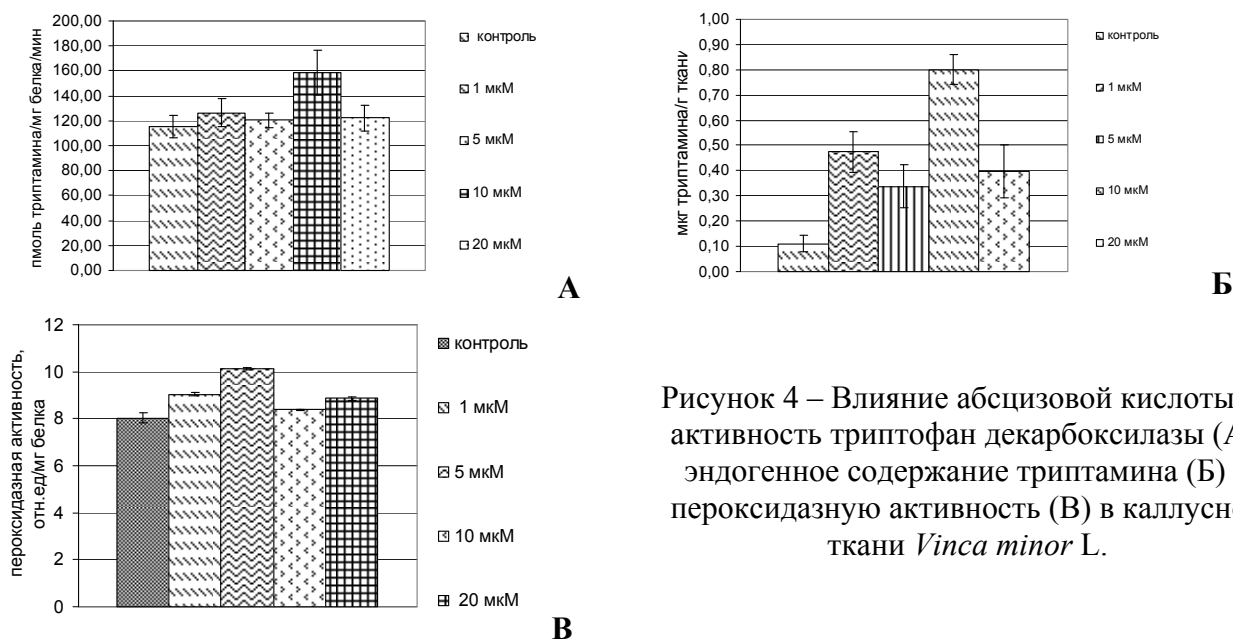 200,00
180,00
160,00
140,00
120,00
100,00
80,00
60,00
40,00
20,00
0,00
пмоль триптамина/мг белка/мин
контроль
1 мкМ
5 мкМ
10 мкМ
20 мкМ
А
1,00
0,90
0,80
0,70
0,60
0,50
0,40
0,30
0,20
0,10
0,00
мкг триптамина/г ткани
контроль
1 мкМ
5 мкМ
10 мкМ
20 мкМ
Б
12
10
8
6
4
2
0
пероксидазная активность,
отн.ед/мг белка
контроль
1 мкМ
5 мкМ
10 мкМ
20 мкМ
В
Рисунок 4 – Влияние абсцизовой кислоты
активность триптофан декарбоксилазы (А
эндогенное содержание триптамина (Б)
пероксидазную активность (В) в каллусно
ткани Vinca minor L.